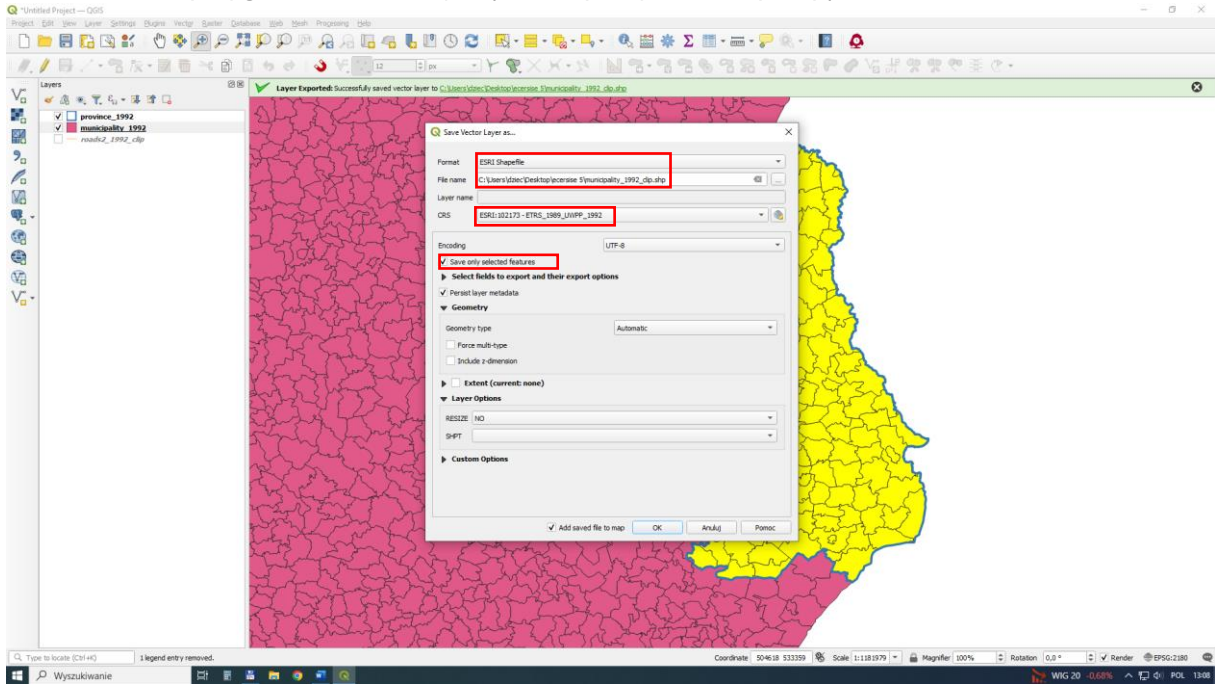 *Untitled Project — QGIS
Project Edit View Layer Settings Plugins Vector Raster Database Web Mesh Processing Help
12 px
Layers
province_1992
municipality_1992
roads2_1992_clip
Layer Exported: Successfully saved vector layer to C:\Users\dziec\Desktop\ecersise 5\municipality_1992_clip.shp
Save Vector Layer as...
Format ESRI Shapefile
File name C:\Users\dziec\Desktop\ecersise 5\municipality_1992_clip.shp
Layer name
CRS ESRI:102173 - ETRS_1989_UWPP_1992
Encoding UTF-8
Save only selected features
Select fields to export and their export options
Persist layer metadata
Geometry
Geometry type Automatic
Force multi-type
Include z-dimension
Extent (current: none)
Layer Options
RESIZE NO
SHPT
Custom Options
Add saved file to map OK Anuluj Pomoc
Type to locate (Ctrl+K) 1 legend entry removed. Coordinate 504618 533359 Scale 1:1181979 Magnifier 100% Rotation 0,0 ° Render EPSG:2180
Wyszukiwanie WIG 20 -0,68% POL 13:08